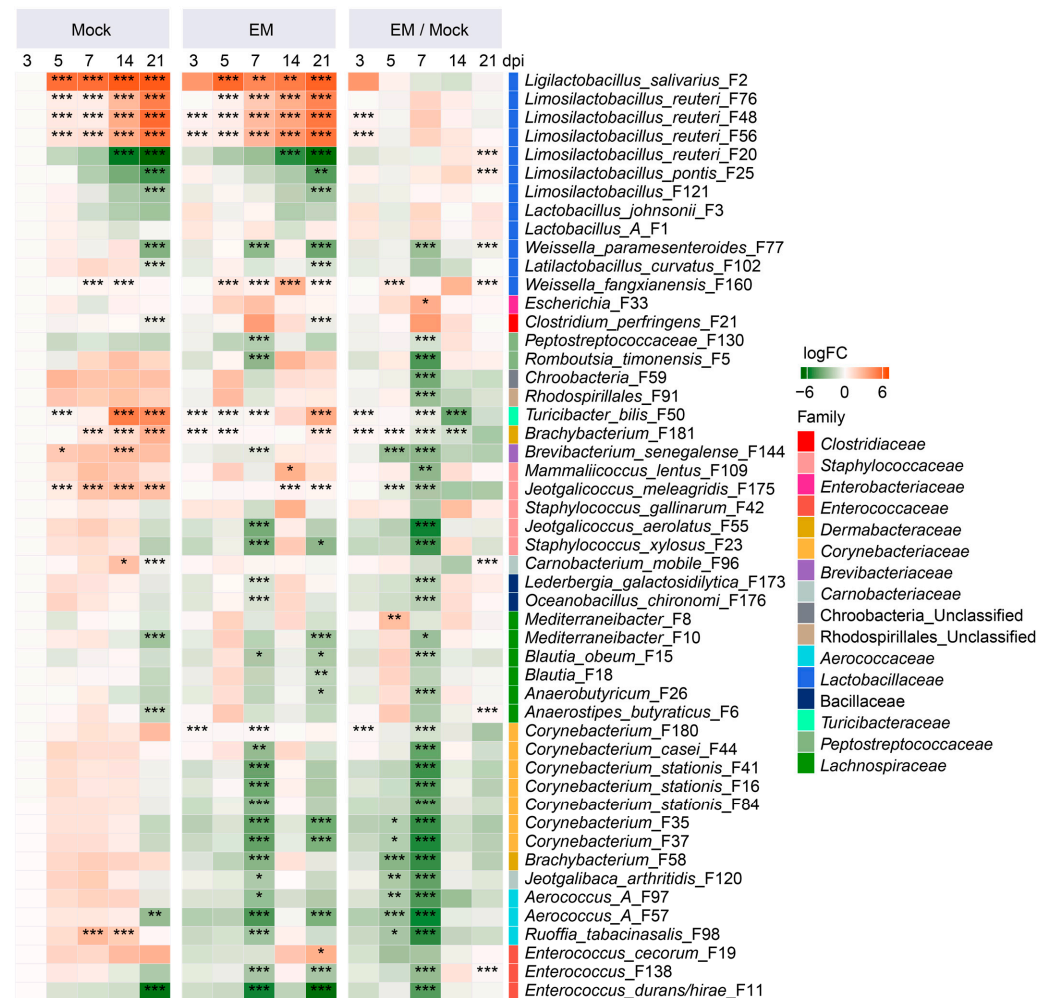 Mock
EM
EM / Mock
3 5 7 14 21 3 5 7 14 21 3 5 7 14 21 dpi
Ligilactobacillus_salivarius_F2
Limosilactobacillus_reuteri_F76
Limosilactobacillus_reuteri_F48
Limosilactobacillus_reuteri_F56
Limosilactobacillus_reuteri_F20
Limosilactobacillus_pontis_F25
Limosilactobacillus_F121
Lactobacillus_johnsonii_F3
Lactobacillus_A_F1
Weissella_paramesenteroides_F77
Latilactobacillus_curvatus_F102
Weissella_fangxianensis_F160
Escherichia_F33
Clostridium_perfringens_F21
Peptostreptococcaceae_F130
Romboutsia_timonensis_F5
Chroobacteria_F59
Rhodospirillales_F91
Turicibacter_bilis_F50
Brachybacterium_F181
Brevibacterium_senegalense_F144
Mammaliicoccus_lentus_F109
Jeotgalicoccus_meleagridis_F175
Staphylococcus_gallinarum_F42
Jeotgalicoccus_aerolatus_F55
Staphylococcus_xylosus_F23
Carnobacterium_mobile_F96
Lederbergia_galactosidilytica_F173
Oceanobacillus_chironomi_F176
Mediterraneibacter_F8
Mediterraneibacter_F10
Blautia_obeum_F15
Blautia_F18
Anaerobutyricum_F26
Anaerostipes_butyraticus_F6
Corynebacterium_F180
Corynebacterium_casei_F44
Corynebacterium_stationis_F41
Corynebacterium_stationis_F16
Corynebacterium_stationis_F84
Corynebacterium_F35
Corynebacterium_F37
Brachybacterium_F58
Jeotgalibaca_arthritidis_F120
Aerococcus_A_F97
Aerococcus_A_F57
Ruoffia_tabacinasalis_F98
Enterococcus_cecorum_F19
Enterococcus_F138
Enterococcus_durans/hirae_F11
logFC
−6 0 7
Family
Clostridiaceae
Staphylococcaceae
Enterobacteriaceae
Enterococcaceae
Dermabacteraceae
Corynebacteriaceae
Brevibacteriaceae
Carnobacteriaceae
Chroobacteria_Unclassified
Rhodospirillales_Unclassified
Aerococcaceae
Lactobacillaceae
Bacillaceae
Turicibacteraceae
Peptostreptococcaceae
Lachnospiraceae